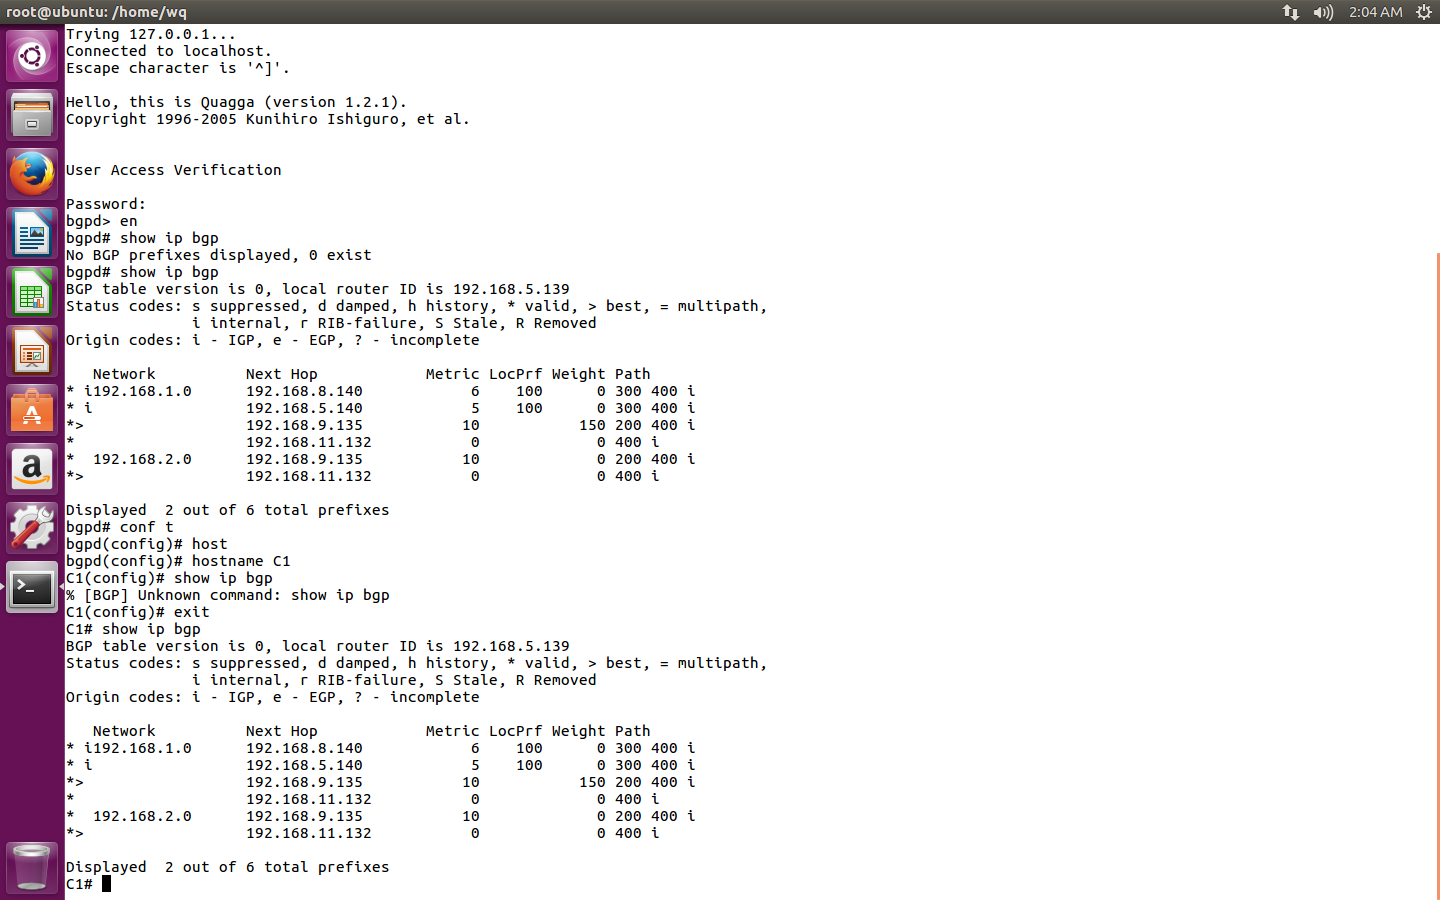 root@ubuntu: /home/wq
2:04 AM
Trying 127.0.0.1...
Connected to localhost.
Escape character is '^]'.
Hello, this is Quagga (version 1.2.1).
Copyright 1996-2005 Kunihiro Ishiguro, et al.
User Access Verification
Password:
bgpd> en
bgpd# show ip bgp
No BGP prefixes displayed, 0 exist
bgpd# show ip bgp
BGP table version is 0, local router ID is 192.168.5.139
Status codes: s suppressed, d damped, h history, * valid, > best, = multipath,
              i internal, r RIB-failure, S Stale, R Removed
Origin codes: i - IGP, e - EGP, ? - incomplete
   Network          Next Hop            Metric LocPrf Weight Path
* i192.168.1.0      192.168.8.140            6    100      0 300 400 i
* i                 192.168.5.140            5    100      0 300 400 i
*>                  192.168.9.135           10           150 200 400 i
*                   192.168.11.132           0             0 400 i
*  192.168.2.0      192.168.9.135           10             0 200 400 i
*>                  192.168.11.132           0             0 400 i
Displayed  2 out of 6 total prefixes
bgpd# conf t
bgpd(config)# host
bgpd(config)# hostname C1
C1(config)# show ip bgp
% [BGP] Unknown command: show ip bgp
C1(config)# exit
C1# show ip bgp
BGP table version is 0, local router ID is 192.168.5.139
Status codes: s suppressed, d damped, h history, * valid, > best, = multipath,
              i internal, r RIB-failure, S Stale, R Removed
Origin codes: i - IGP, e - EGP, ? - incomplete
   Network          Next Hop            Metric LocPrf Weight Path
* i192.168.1.0      192.168.8.140            6    100      0 300 400 i
* i                 192.168.5.140            5    100      0 300 400 i
*>                  192.168.9.135           10           150 200 400 i
*                   192.168.11.132           0             0 400 i
*  192.168.2.0      192.168.9.135           10             0 200 400 i
*>                  192.168.11.132           0             0 400 i
Displayed  2 out of 6 total prefixes
C1#